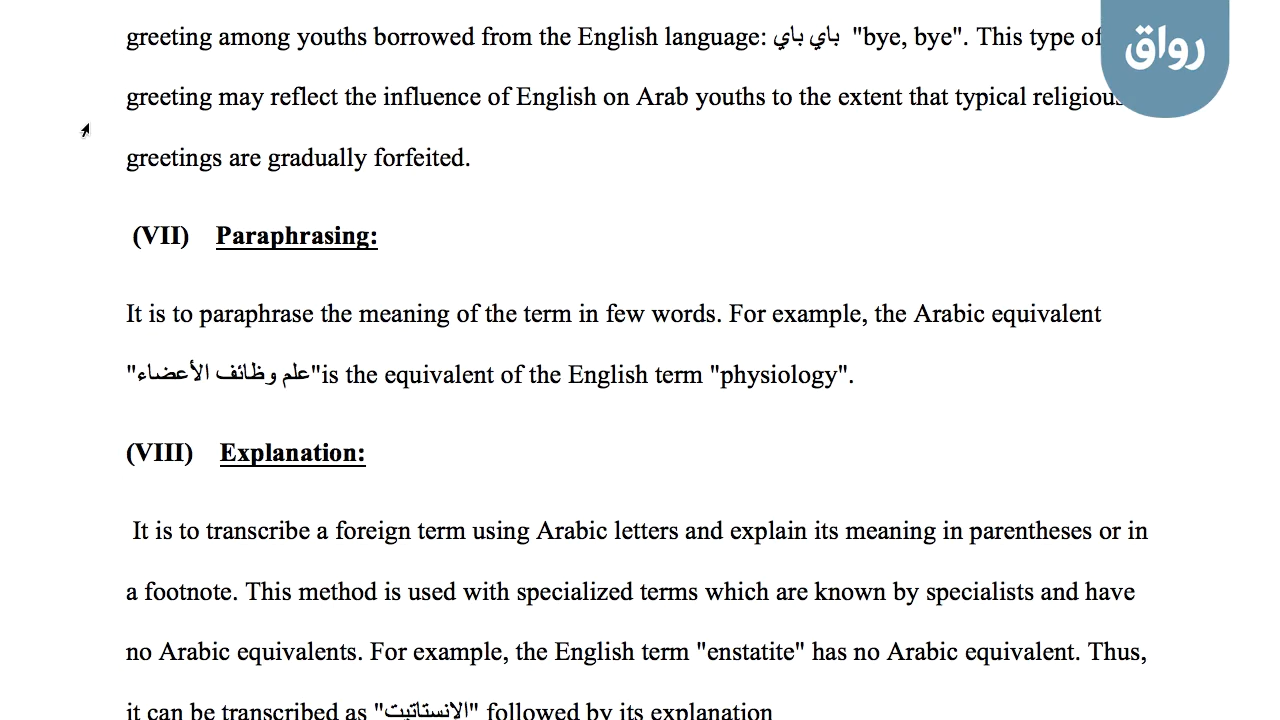 greeting among youths borrowed from the English language: باي باي "bye, bye". This type of
رواق
greeting may reflect the influence of English on Arab youths to the extent that typical religious
greetings are gradually forfeited.
(VII) Paraphrasing:
It is to paraphrase the meaning of the term in few words. For example, the Arabic equivalent
"علم وظائف الأعضاء"is the equivalent of the English term "physiology".
(VIII) Explanation:
It is to transcribe a foreign term using Arabic letters and explain its meaning in parentheses or in
a footnote. This method is used with specialized terms which are known by specialists and have
no Arabic equivalents. For example, the English term "enstatite" has no Arabic equivalent. Thus,
it can be transcribed as "الانستاتيت" followed by its explanation